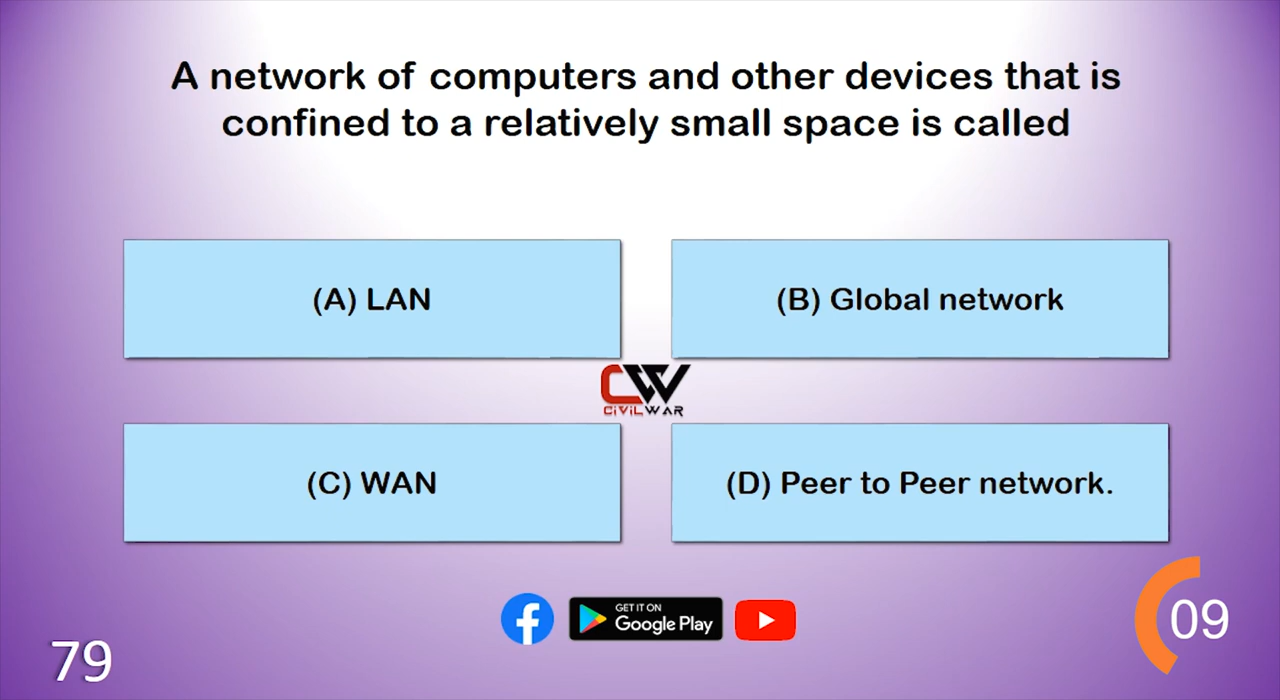 A network of computers and other devices that is
confined to a relatively small space is called
(A) LAN
(B) Global network
CW
CIVIL WAR
(C) WAN
(D) Peer to Peer network.
GET IT ON
Google Play
09
79